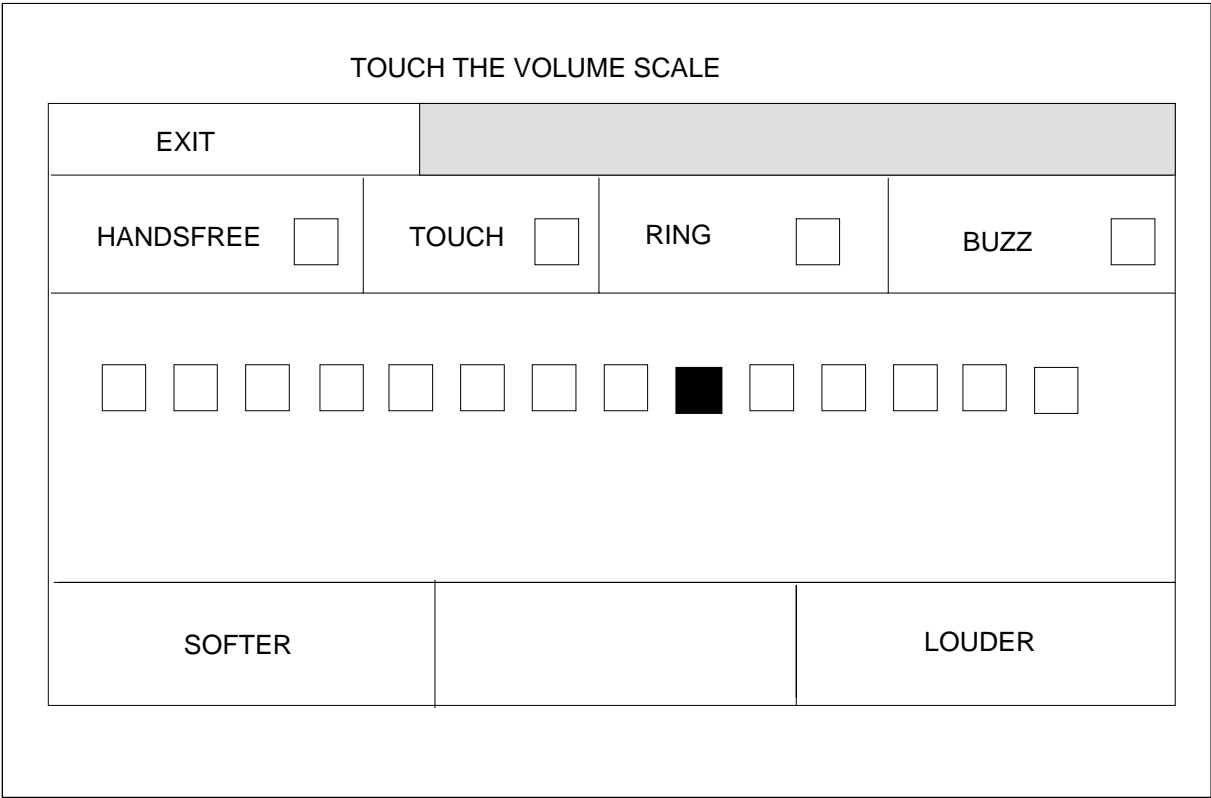 TOUCH THE VOLUME SCALE
EXIT
HANDSFREE TOUCH RING BUZZ
SOFTER LOUDER